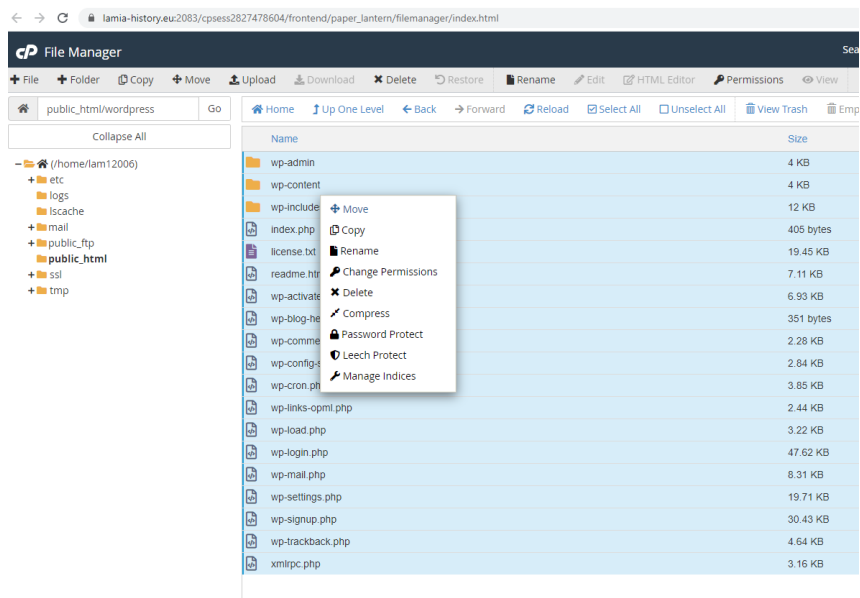 lamia-history.eu:2083/cpsess2827478604/frontend/paper_lantern/filemanager/index.html
cP File Manager
Sea
File Folder Copy Move Upload Download Delete Restore Rename Edit HTML Editor Permissions View
public_html/wordpress Go Home Up One Level Back Forward Reload Select All Unselect All View Trash Emp
Collapse All
Name Size
(/home/lam12006)
etc
logs
lscache
mail
public_ftp
public_html
ssl
tmp
wp-admin 4 KB
wp-content 4 KB
wp-include 12 KB
index.php 405 bytes
license.txt 19.45 KB
readme.htr 7.11 KB
wp-activate 6.93 KB
wp-blog-he 351 bytes
wp-comme 2.28 KB
wp-config-s 2.84 KB
wp-cron.ph 3.85 KB
wp-links-opml.php 2.44 KB
wp-load.php 3.22 KB
wp-login.php 47.62 KB
wp-mail.php 8.31 KB
wp-settings.php 19.71 KB
wp-signup.php 30.43 KB
wp-trackback.php 4.64 KB
xmlrpc.php 3.16 KB
Move
Copy
Rename
Change Permissions
Delete
Compress
Password Protect
Leech Protect
Manage Indices